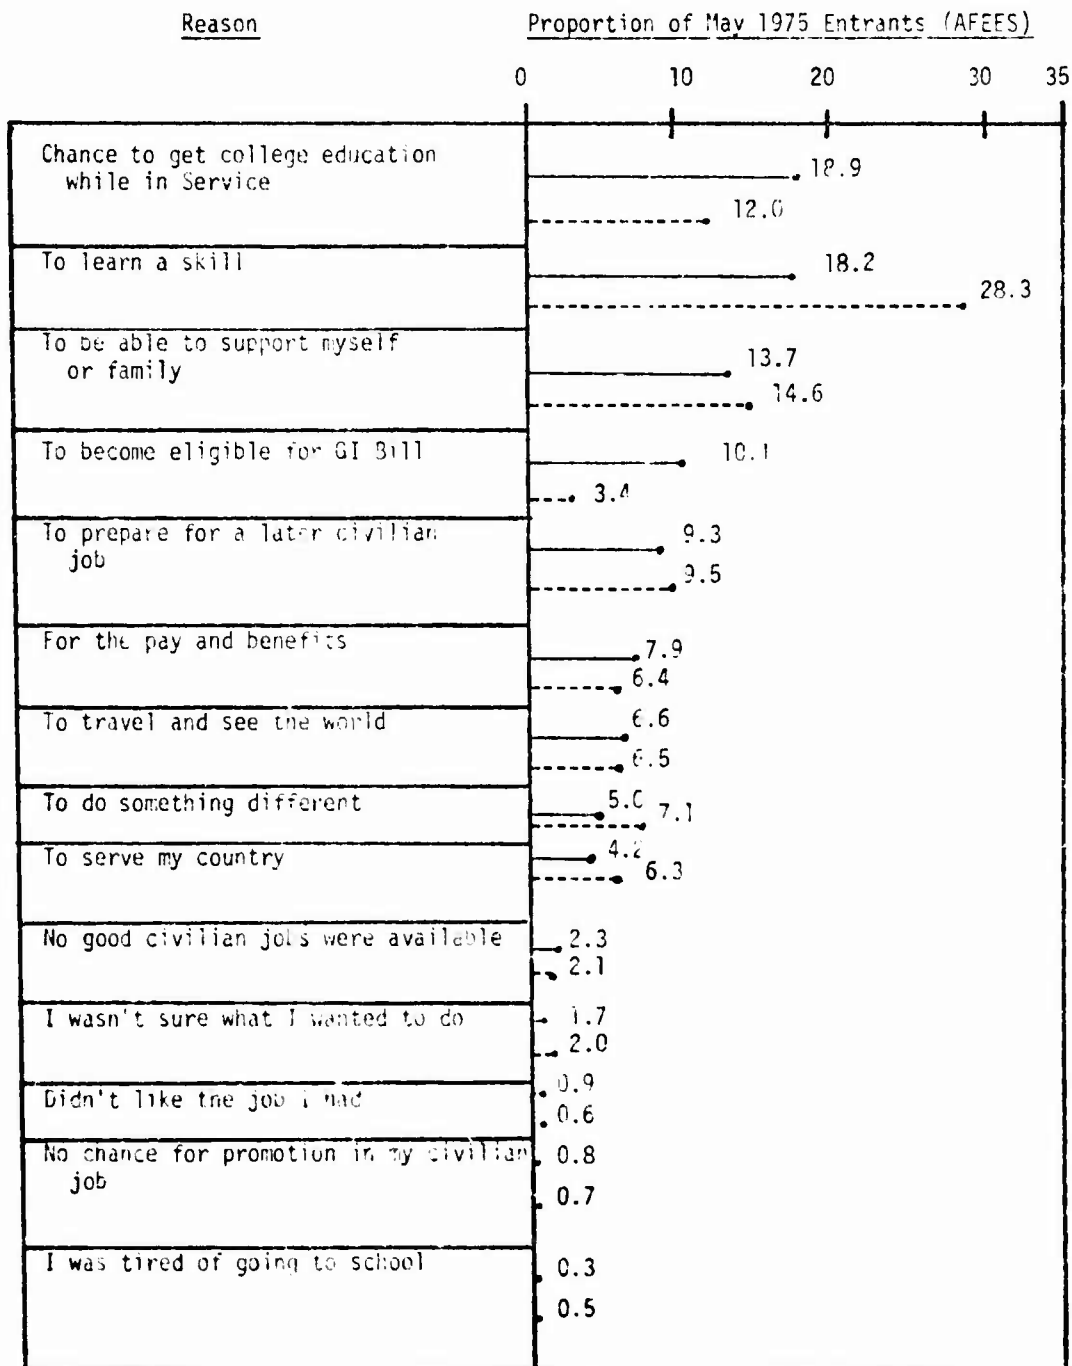 Reason Proportion of May 1975 Entrants (AFEES)
0 10 20 30 35
Chance to get college education
while in Service
18.9
12.0
To learn a skill
18.2
28.3
To be able to support myself
or family
13.7
14.6
To become eligible for GI Bill
10.1
3.4
To prepare for a later civilian
job
9.3
9.5
For the pay and benefits
7.9
6.4
To travel and see the world
6.6
6.5
To do something different
5.0
7.1
To serve my country
4.2
6.3
No good civilian jobs were available
2.3
2.1
I wasn't sure what I wanted to do
1.7
2.0
Didn't like the job I had
0.9
0.6
No chance for promotion in my civilian
job
0.8
0.7
I was tired of going to school
0.3
0.5